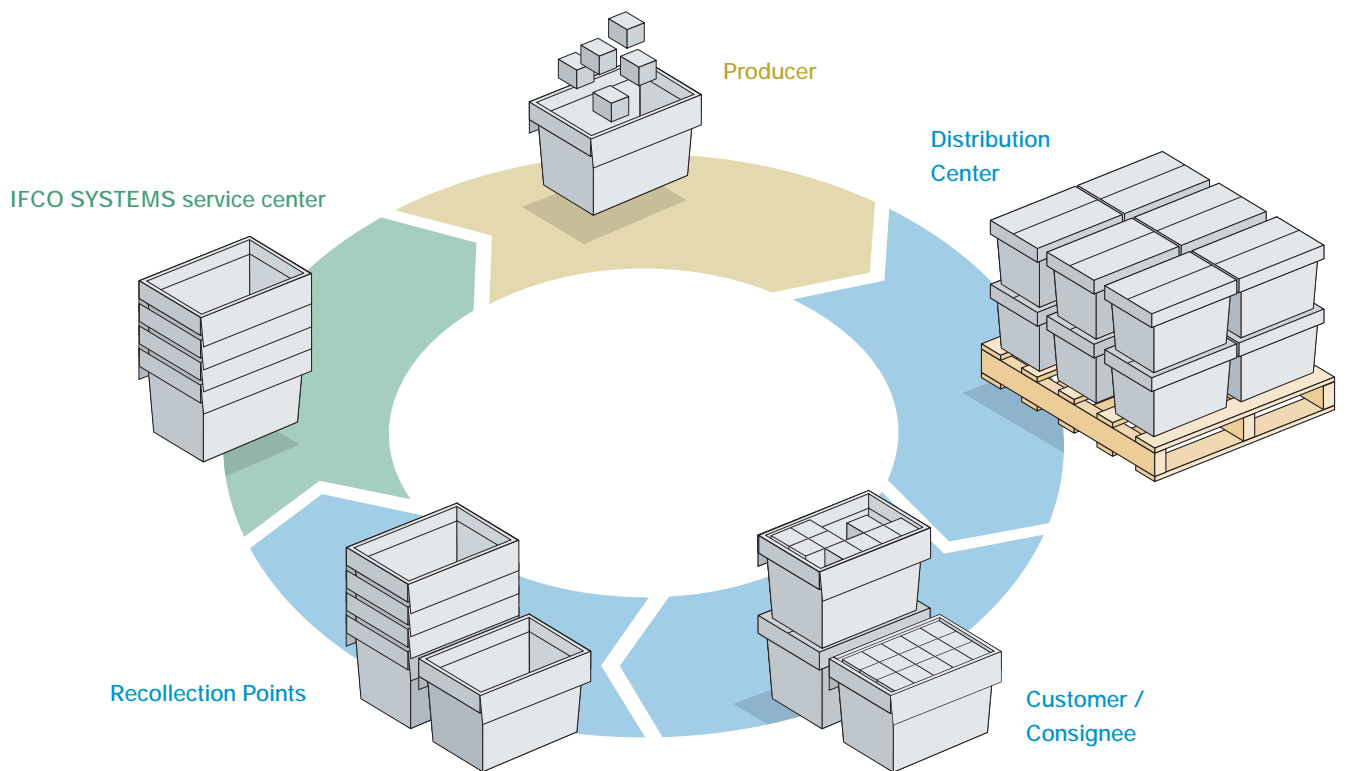 Producer
Distribution
Center
IFCO SYSTEMS service center
Recollection Points
Customer /
Consignee